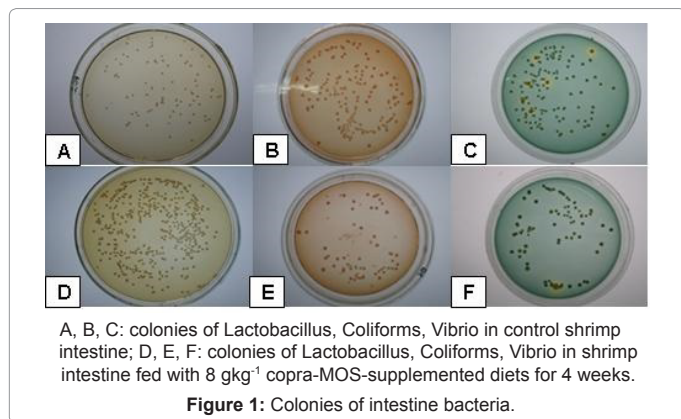 A
B
C
D
E
F
A, B, C: colonies of Lactobacillus, Coliforms, Vibrio in control shrimp
intestine; D, E, F: colonies of Lactobacillus, Coliforms, Vibrio in shrimp
intestine fed with 8 gkg⁻¹ copra-MOS-supplemented diets for 4 weeks.
Figure 1: Colonies of intestine bacteria.